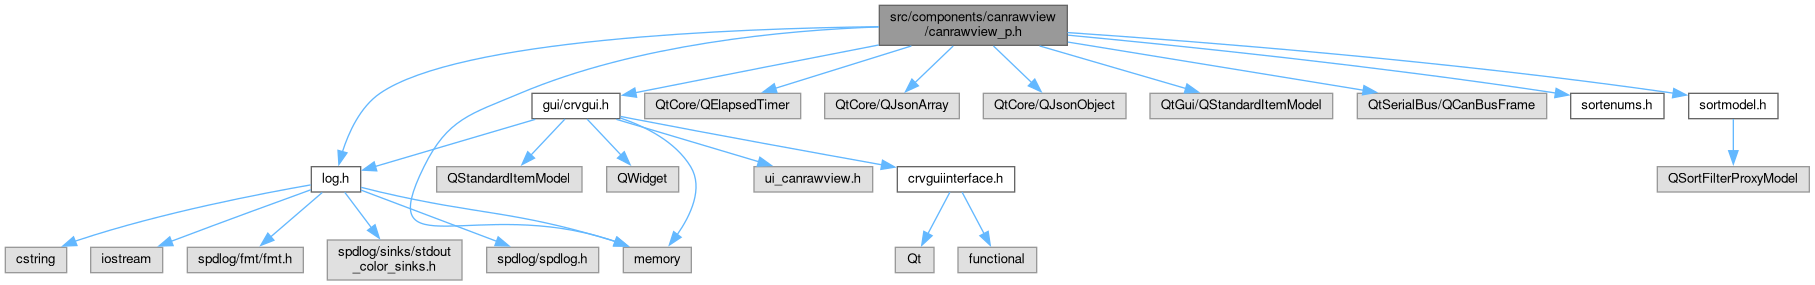 src/components/canrawview
/canrawview_p.h
gui/crvgui.h
QtCore/QElapsedTimer
QtCore/QJsonArray
QtCore/QJsonObject
QtGui/QStandardItemModel
QtSerialBus/QCanBusFrame
sortenums.h
sortmodel.h
log.h
QStandardItemModel
QWidget
ui_canrawview.h
crvguiinterface.h
QSortFilterProxyModel
cstring
iostream
spdlog/fmt/fmt.h
spdlog/sinks/stdout
_color_sinks.h
spdlog/spdlog.h
memory
Qt
functional